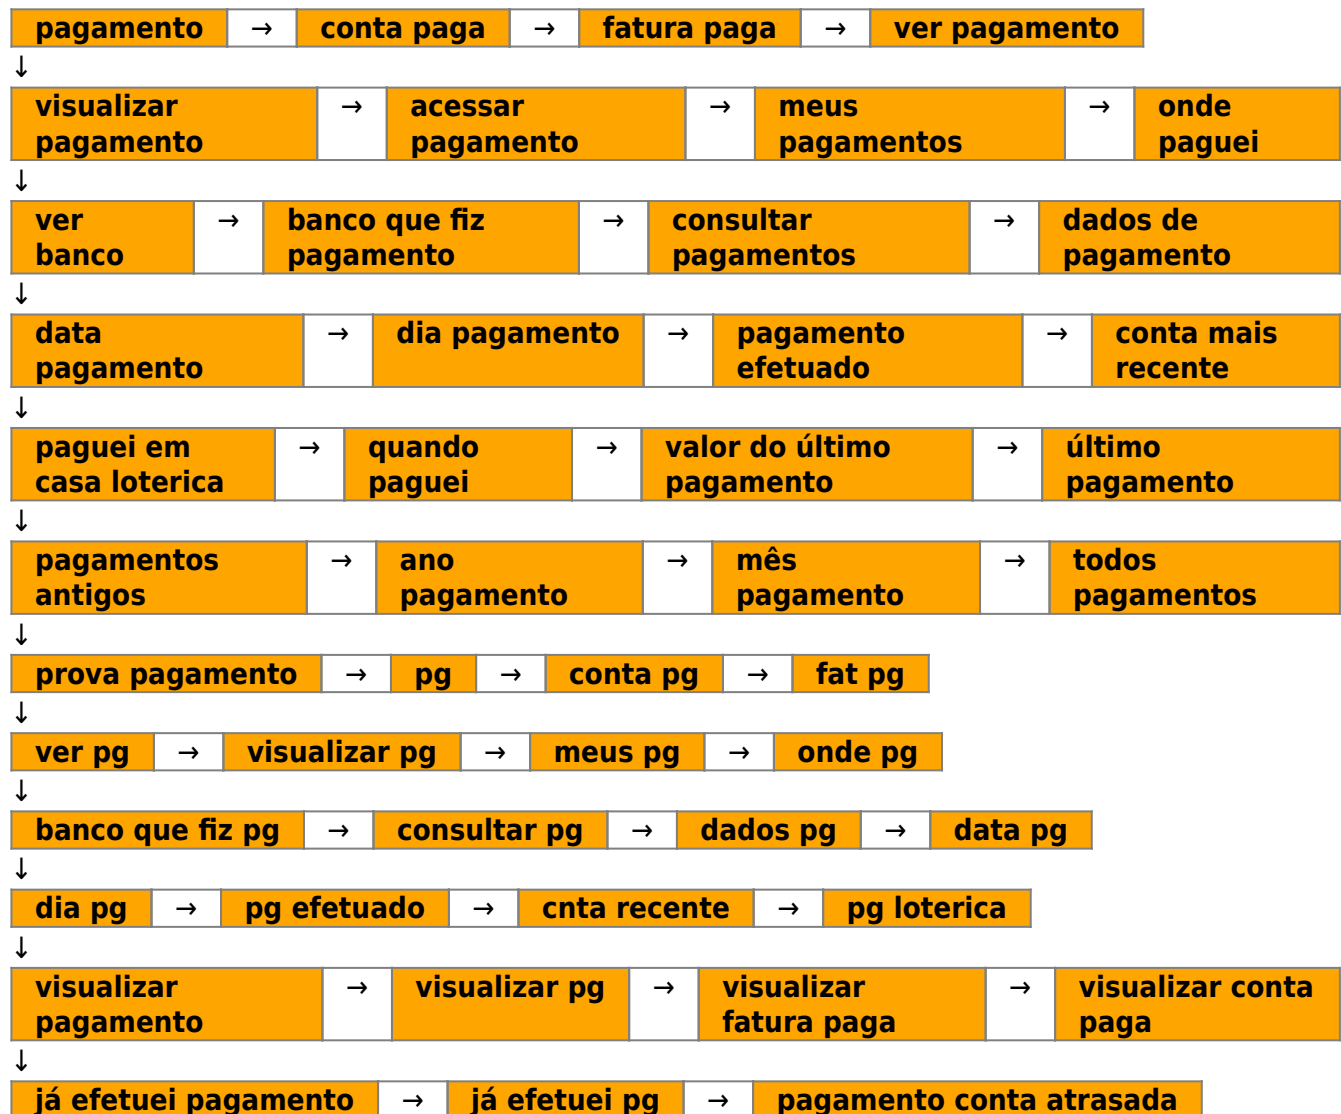 pagamento → conta paga → fatura paga → ver pagamento
↓
visualizar pagamento → acessar pagamento → meus pagamentos → onde paguei
↓
ver banco → banco que fiz pagamento → consultar pagamentos → dados de pagamento
↓
data pagamento → dia pagamento → pagamento efetuado → conta mais recente
↓
paguei em casa loterica → quando paguei → valor do último pagamento → último pagamento
↓
pagamentos antigos → ano pagamento → mês pagamento → todos pagamentos
↓
prova pagamento → pg → conta pg → fat pg
↓
ver pg → visualizar pg → meus pg → onde pg
↓
banco que fiz pg → consultar pg → dados pg → data pg
↓
dia pg → pg efetuado → cnta recente → pg loterica
↓
visualizar pagamento → visualizar pg → visualizar fatura paga → visualizar conta paga
↓
já efetuei pagamento → já efetuei pg → pagamento conta atrasada